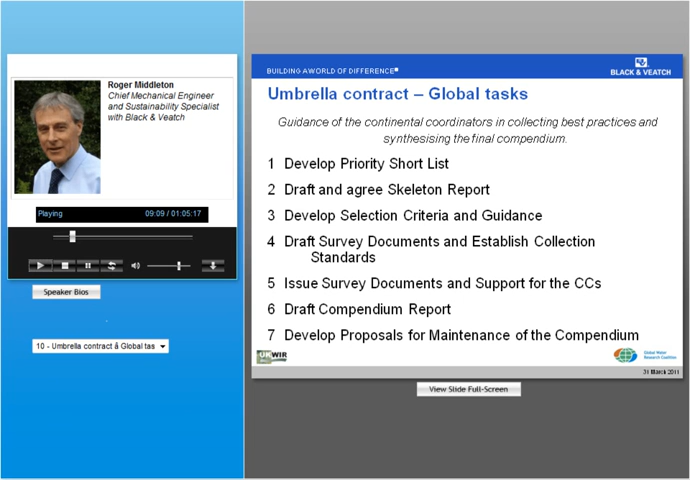 Roger Middleton
Chief Mechanical Engineer
and Sustainability Specialist
with Black & Veatch
Playing 09:09 / 01:05:17
Speaker Bios
10 - Umbrella contract â Global tas
BUILDING A WORLD OF DIFFERENCE
BLACK & VEATCH
Umbrella contract – Global tasks
Guidance of the continental coordinators in collecting best practices and
synthesising the final compendium.
1 Develop Priority Short List
2 Draft and agree Skeleton Report
3 Develop Selection Criteria and Guidance
4 Draft Survey Documents and Establish Collection
Standards
5 Issue Survey Documents and Support for the CCs
6 Draft Compendium Report
7 Develop Proposals for Maintenance of the Compendium
UKWIR
Global Water
Research Coalition
31 March 2011
View Slide Full-Screen